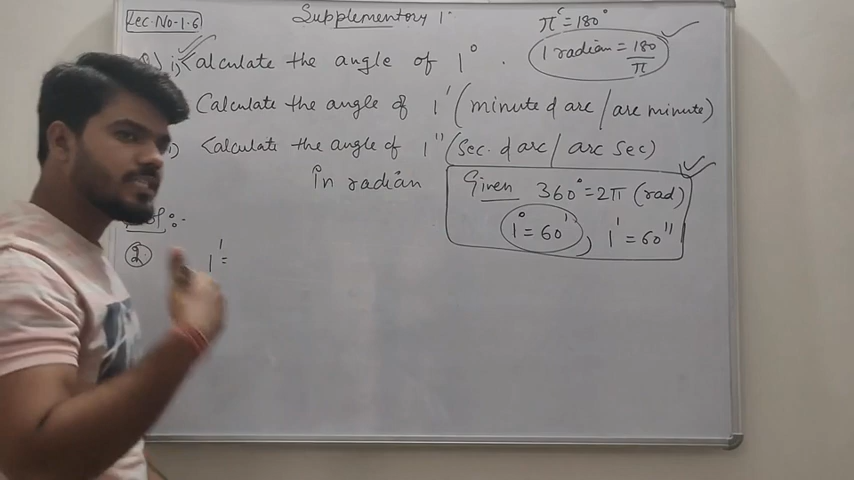 Lec.No-1.6
Supplementory 1.
π^c = 180°
i) Calculate the angle of 1°.
1 radian = 180/π
Calculate the angle of 1' (minute of arc / arc minute)
) Calculate the angle of 1'' (sec. of arc / arc sec)
in radian
Given 360° = 2π (rad)
1° = 60', 1' = 60''
2.
1' =